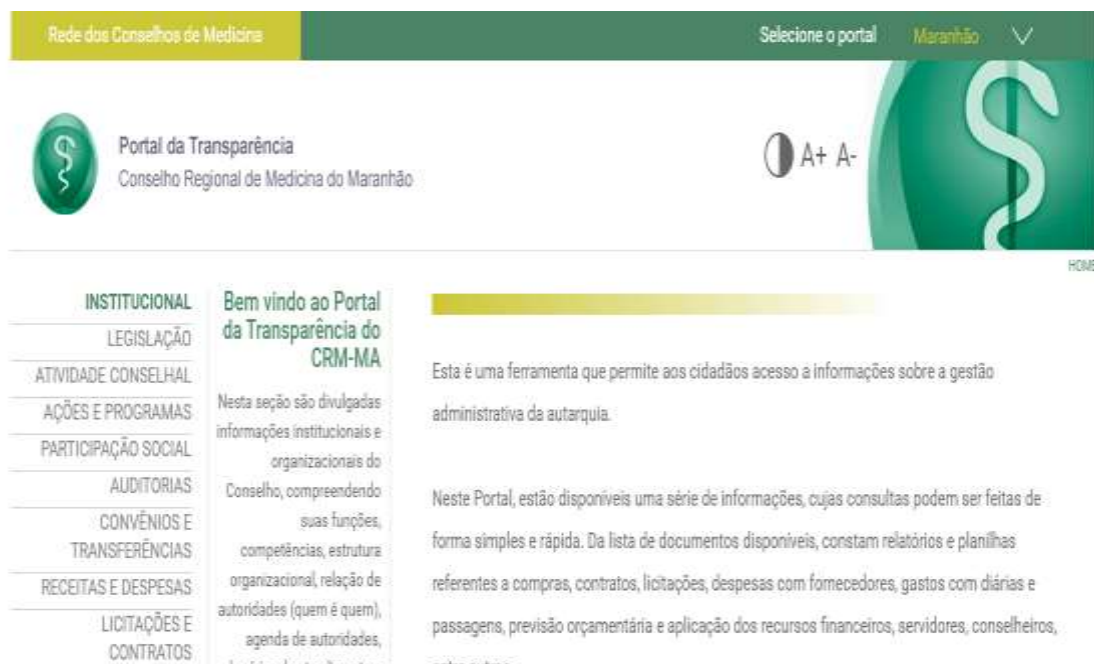 Rede dos Conselhos de Medicina
Selecione o portal
Maranhão
Portal da Transparência
Conselho Regional de Medicina do Maranhão
A+ A-
HOME
INSTITUCIONAL
LEGISLAÇÃO
ATIVIDADE CONSELHAL
AÇÕES E PROGRAMAS
PARTICIPAÇÃO SOCIAL
AUDITORIAS
CONVÊNIOS E
TRANSFERÊNCIAS
RECEITAS E DESPESAS
LICITAÇÕES E
CONTRATOS
Bem vindo ao Portal
da Transparência do
CRM-MA
Nesta seção são divulgadas
informações institucionais e
organizacionais do
Conselho, compreendendo
suas funções,
competências, estrutura
organizacional, relação de
autoridades (quem é quem),
agenda de autoridades,
Esta é uma ferramenta que permite aos cidadãos acesso a informações sobre a gestão
administrativa da autarquia.
Neste Portal, estão disponíveis uma série de informações, cujas consultas podem ser feitas de
forma simples e rápida. Da lista de documentos disponíveis, constam relatórios e planilhas
referentes a compras, contratos, licitações, despesas com fornecedores, gastos com diárias e
passagens, previsão orçamentária e aplicação dos recursos financeiros, servidores, conselheiros,